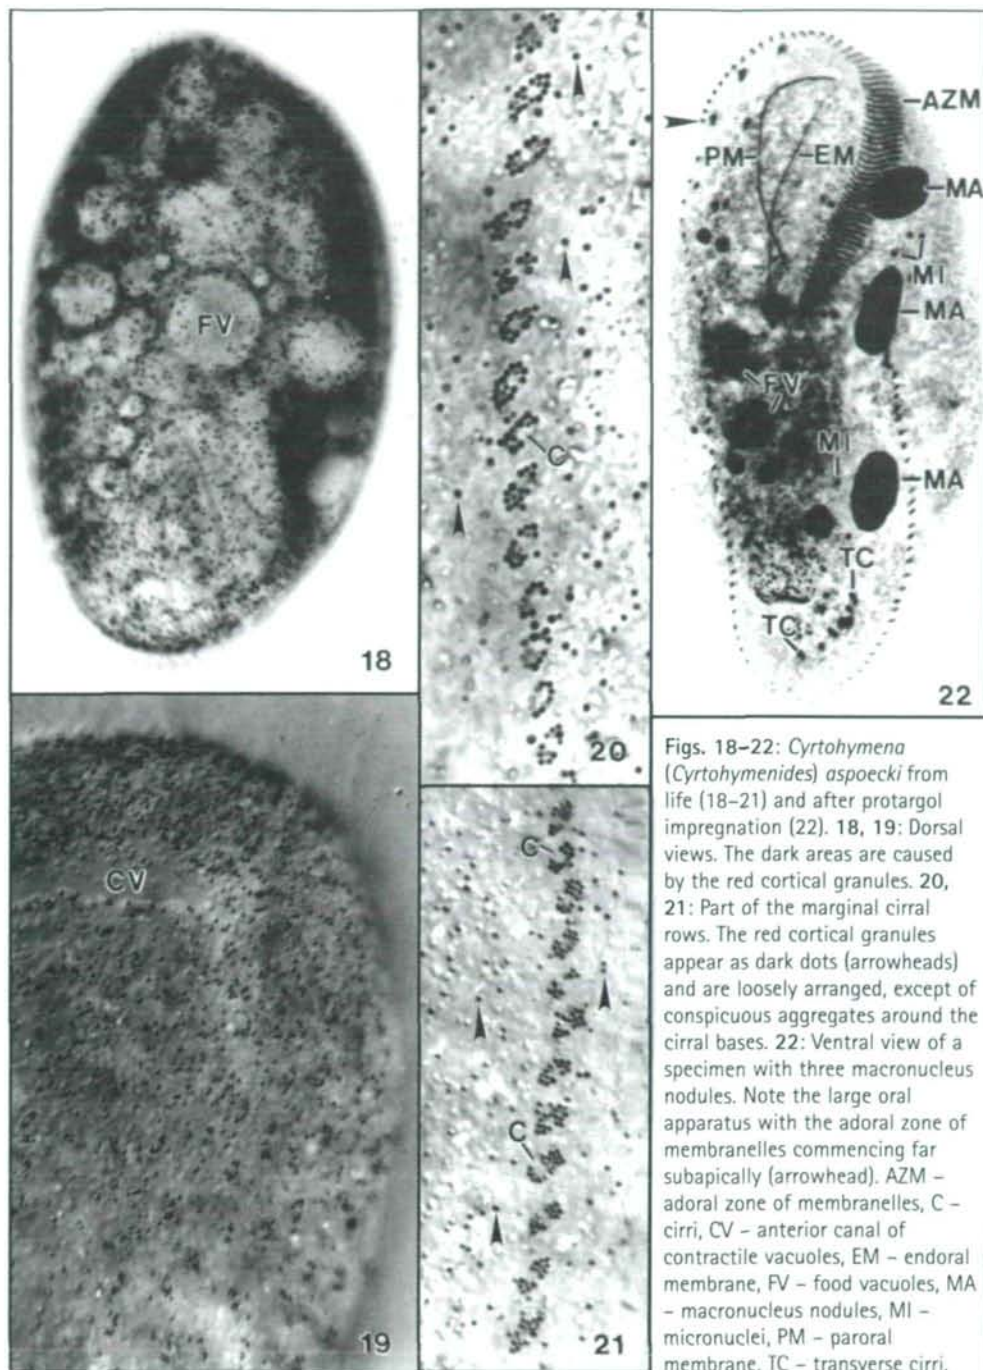 FV
18
CV
19
C
20
C
C
21
AZM
PM
EM
MA
MI
MA
FV
MI
MA
TC
TC
22
Figs. 18–22: Cyrtohymena
(Cyrtohymenides) aspoecki from
life (18–21) and after protargol
impregnation (22). 18, 19: Dorsal
views. The dark areas are caused
by the red cortical granules. 20,
21: Part of the marginal cirral
rows. The red cortical granules
appear as dark dots (arrowheads)
and are loosely arranged, except of
conspicuous aggregates around the
cirral bases. 22: Ventral view of a
specimen with three macronucleus
nodules. Note the large oral
apparatus with the adoral zone of
membranelles commencing far
subapically (arrowhead). AZM –
adoral zone of membranelles, C –
cirri, CV – anterior canal of
contractile vacuoles, EM – endoral
membrane, FV – food vacuoles, MA
– macronucleus nodules, MI –
micronuclei, PM – paroral
membrane, TC – transverse cirri.